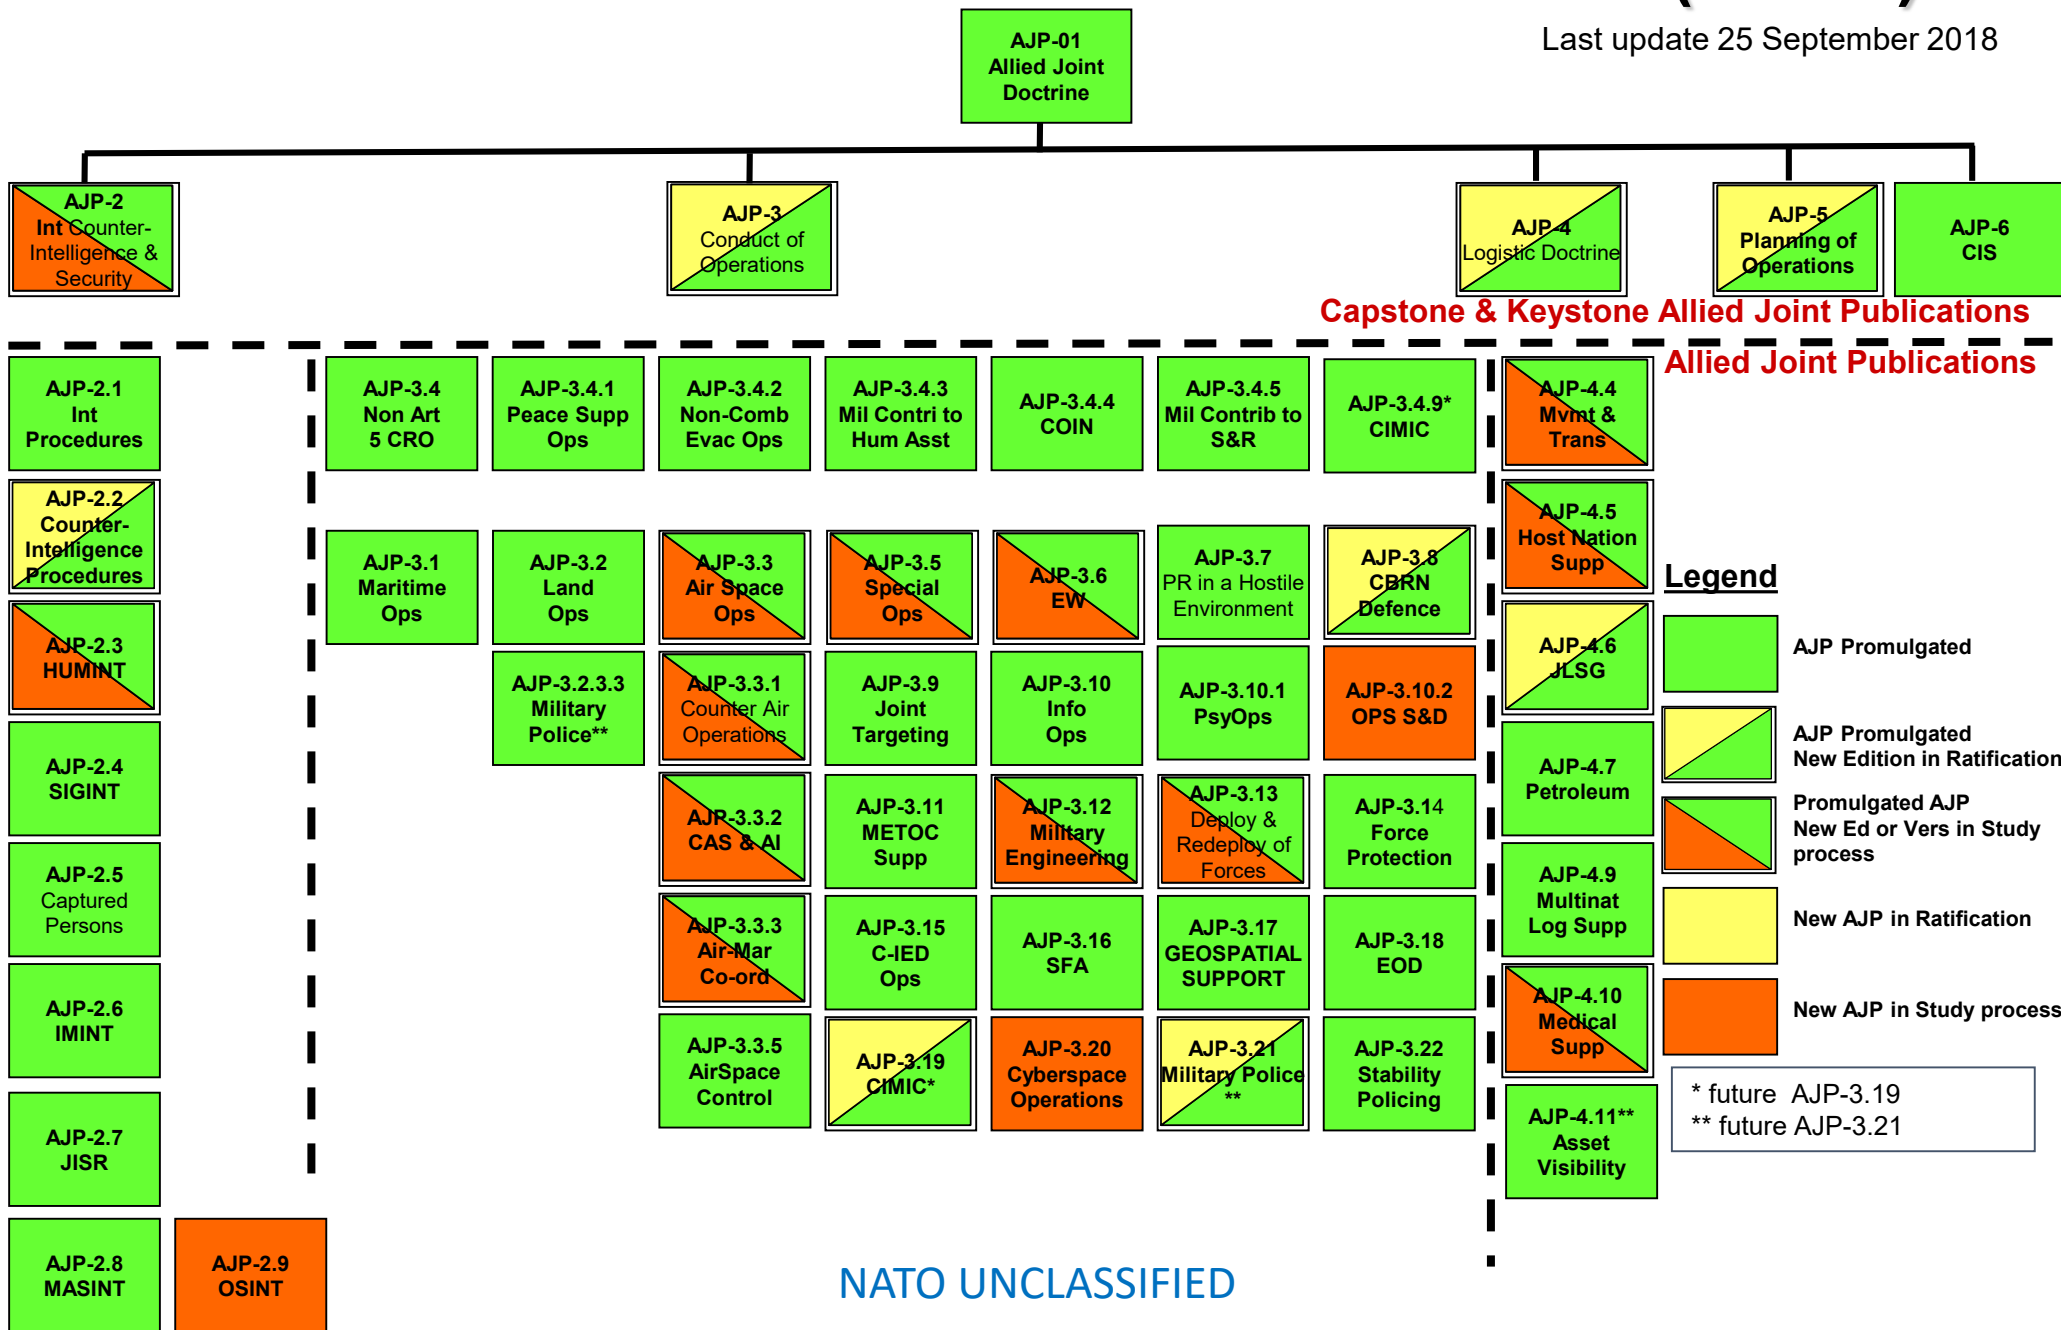 Last update 25 September 2018
AJP-01
Allied Joint
Doctrine
AJP-2
Int Counter-
Intelligence &
Security
AJP-3
Conduct of
Operations
AJP-4
Logistic Doctrine
AJP-5
Planning of
Operations
AJP-6
CIS
Capstone & Keystone Allied Joint Publications
Allied Joint Publications
AJP-2.1
Int
Procedures
AJP-2.2
Counter-
Intelligence
Procedures
AJP-2.3
HUMINT
AJP-2.4
SIGINT
AJP-2.5
Captured
Persons
AJP-2.6
IMINT
AJP-2.7
JISR
AJP-2.8
MASINT
AJP-2.9
OSINT
AJP-3.4
Non Art
5 CRO
AJP-3.4.1
Peace Supp
Ops
AJP-3.4.2
Non-Comb
Evac Ops
AJP-3.4.3
Mil Contri to
Hum Asst
AJP-3.4.4
COIN
AJP-3.4.5
Mil Contrib to
S&R
AJP-3.4.9*
CIMIC
AJP-3.1
Maritime
Ops
AJP-3.2
Land
Ops
AJP-3.3
Air Space
Ops
AJP-3.5
Special
Ops
AJP-3.6
EW
AJP-3.7
PR in a Hostile
Environment
AJP-3.8
CBRN
Defence
AJP-3.2.3.3
Military
Police**
AJP-3.3.1
Counter Air
Operations
AJP-3.9
Joint
Targeting
AJP-3.10
Info
Ops
AJP-3.10.1
PsyOps
AJP-3.10.2
OPS S&D
AJP-3.3.2
CAS & AI
AJP-3.11
METOC
Supp
AJP-3.12
Military
Engineering
AJP-3.13
Deploy &
Redeploy of
Forces
AJP-3.14
Force
Protection
AJP-3.3.3
Air-Mar
Co-ord
AJP-3.15
C-IED
Ops
AJP-3.16
SFA
AJP-3.17
GEOSPATIAL
SUPPORT
AJP-3.18
EOD
AJP-3.3.5
AirSpace
Control
AJP-3.19
CIMIC*
AJP-3.20
Cyberspace
Operations
AJP-3.21
Military Police
**
AJP-3.22
Stability
Policing
AJP-4.4
Mvmt &
Trans
AJP-4.5
Host Nation
Supp
AJP-4.6
JLSG
AJP-4.7
Petroleum
AJP-4.9
Multinat
Log Supp
AJP-4.10
Medical
Supp
AJP-4.11**
Asset
Visibility
Legend
AJP Promulgated
AJP Promulgated
New Edition in Ratification
Promulgated AJP
New Ed or Vers in Study
process
New AJP in Ratification
New AJP in Study process
* future AJP-3.19
** future AJP-3.21
NATO UNCLASSIFIED